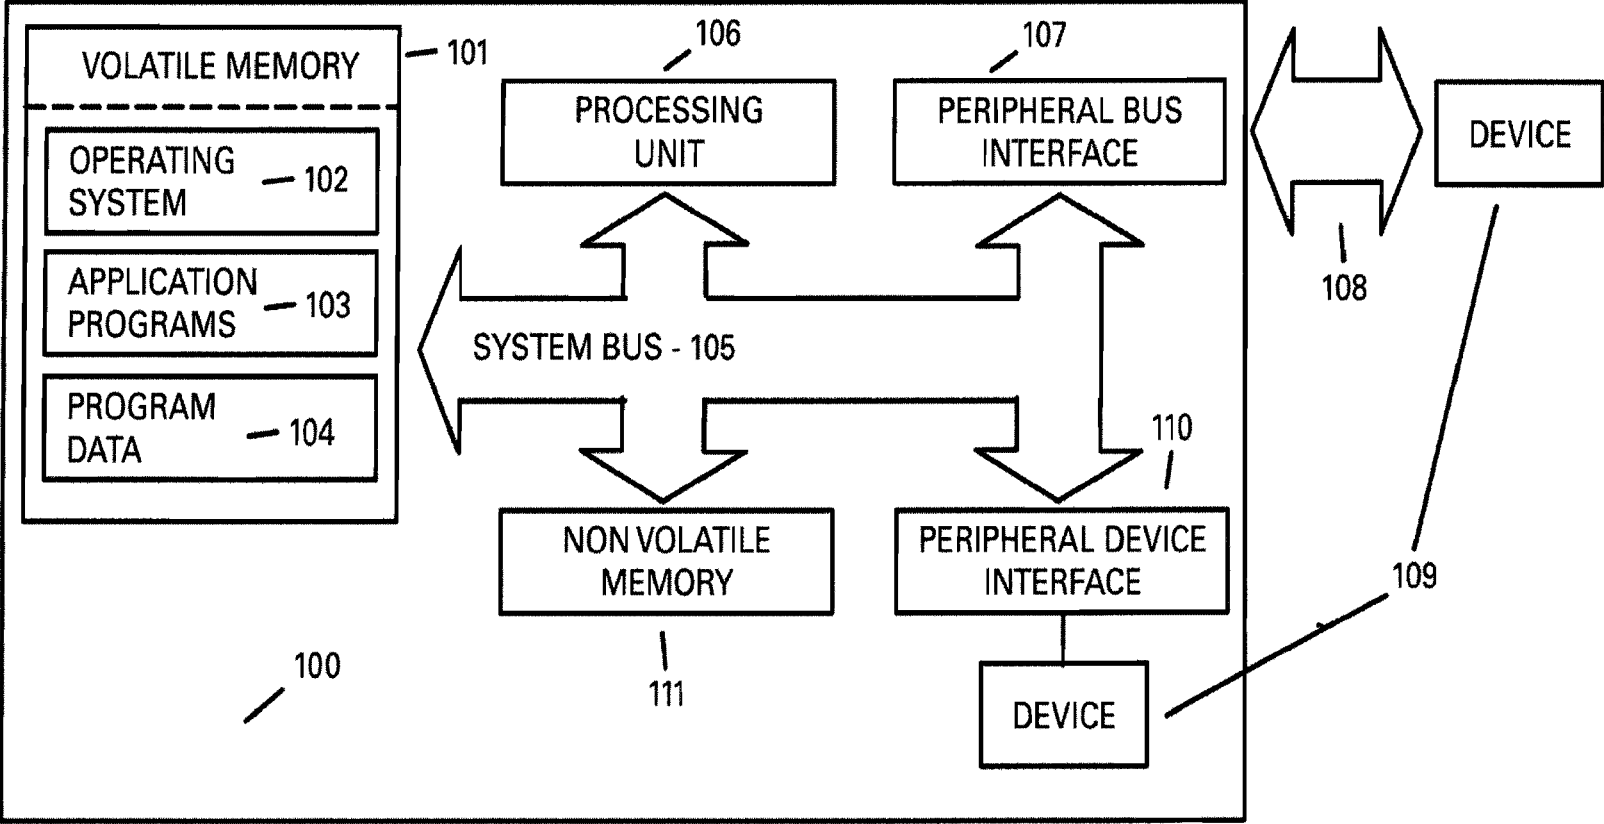 VOLATILE MEMORY
101
OPERATING
SYSTEM
102
APPLICATION
PROGRAMS
103
PROGRAM
DATA
104
106
PROCESSING
UNIT
107
PERIPHERAL BUS
INTERFACE
DEVICE
108
SYSTEM BUS - 105
110
NON VOLATILE
MEMORY
111
PERIPHERAL DEVICE
INTERFACE
109
100
DEVICE